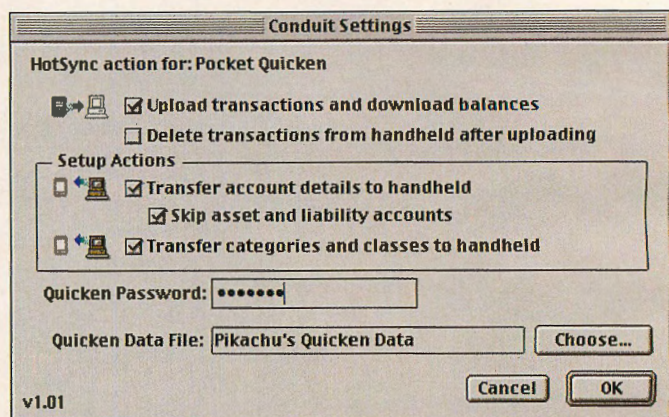 Conduit Settings
HotSync action for: Pocket Quicken
Upload transactions and download balances
Delete transactions from handheld after uploading
Setup Actions
Transfer account details to handheld
Skip asset and liability accounts
Transfer categories and classes to handheld
Quicken Password: •••••••
Quicken Data File: Pikachu's Quicken Data Choose...
v1.01 Cancel OK